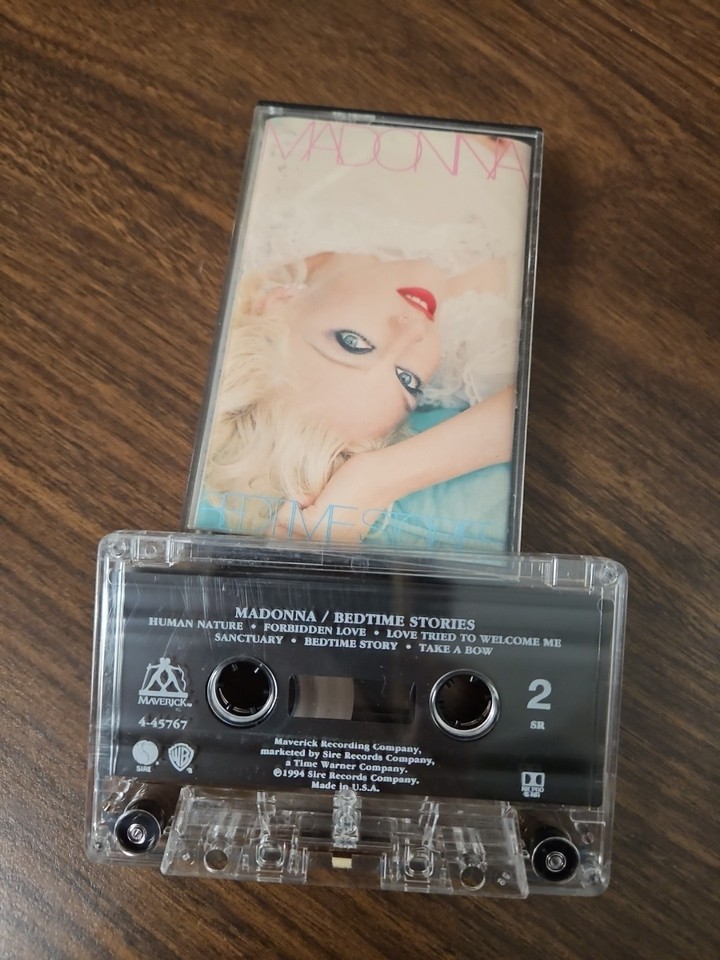 MADONNA
BEDTIME STORIES
MADONNA / BEDTIME STORIES
HUMAN NATURE • FORBIDDEN LOVE • LOVE TRIED TO WELCOME ME
SANCTUARY • BEDTIME STORY • TAKE A BOW
MAVERICK
2
4-45767
SR
SIRE
WB
Maverick Recording Company,
marketed by Sire Records Company,
a Time Warner Company.
©℗1994 Sire Records Company.
Made in U.S.A.